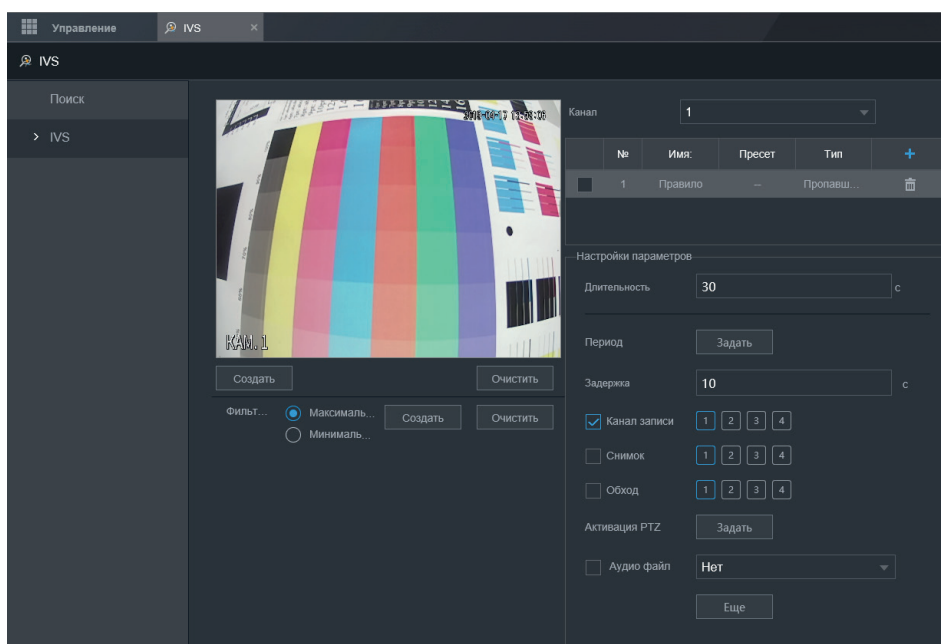 Управление
IVS ×
IVS
Поиск
> IVS
КАМ.1
Создать
Очистить
Фильт...
Максималь...
Создать
Очистить
Минималь...
Канал
1
№ Имя: Пресет Тип +
1 Правило -- Пропавш...
Настройки параметров
Длительность 30 с
Период Задать
Задержка 10 с
Канал записи 1 2 3 4
Снимок 1 2 3 4
Обход 1 2 3 4
Активация PTZ Задать
Аудио файл Нет
Еще